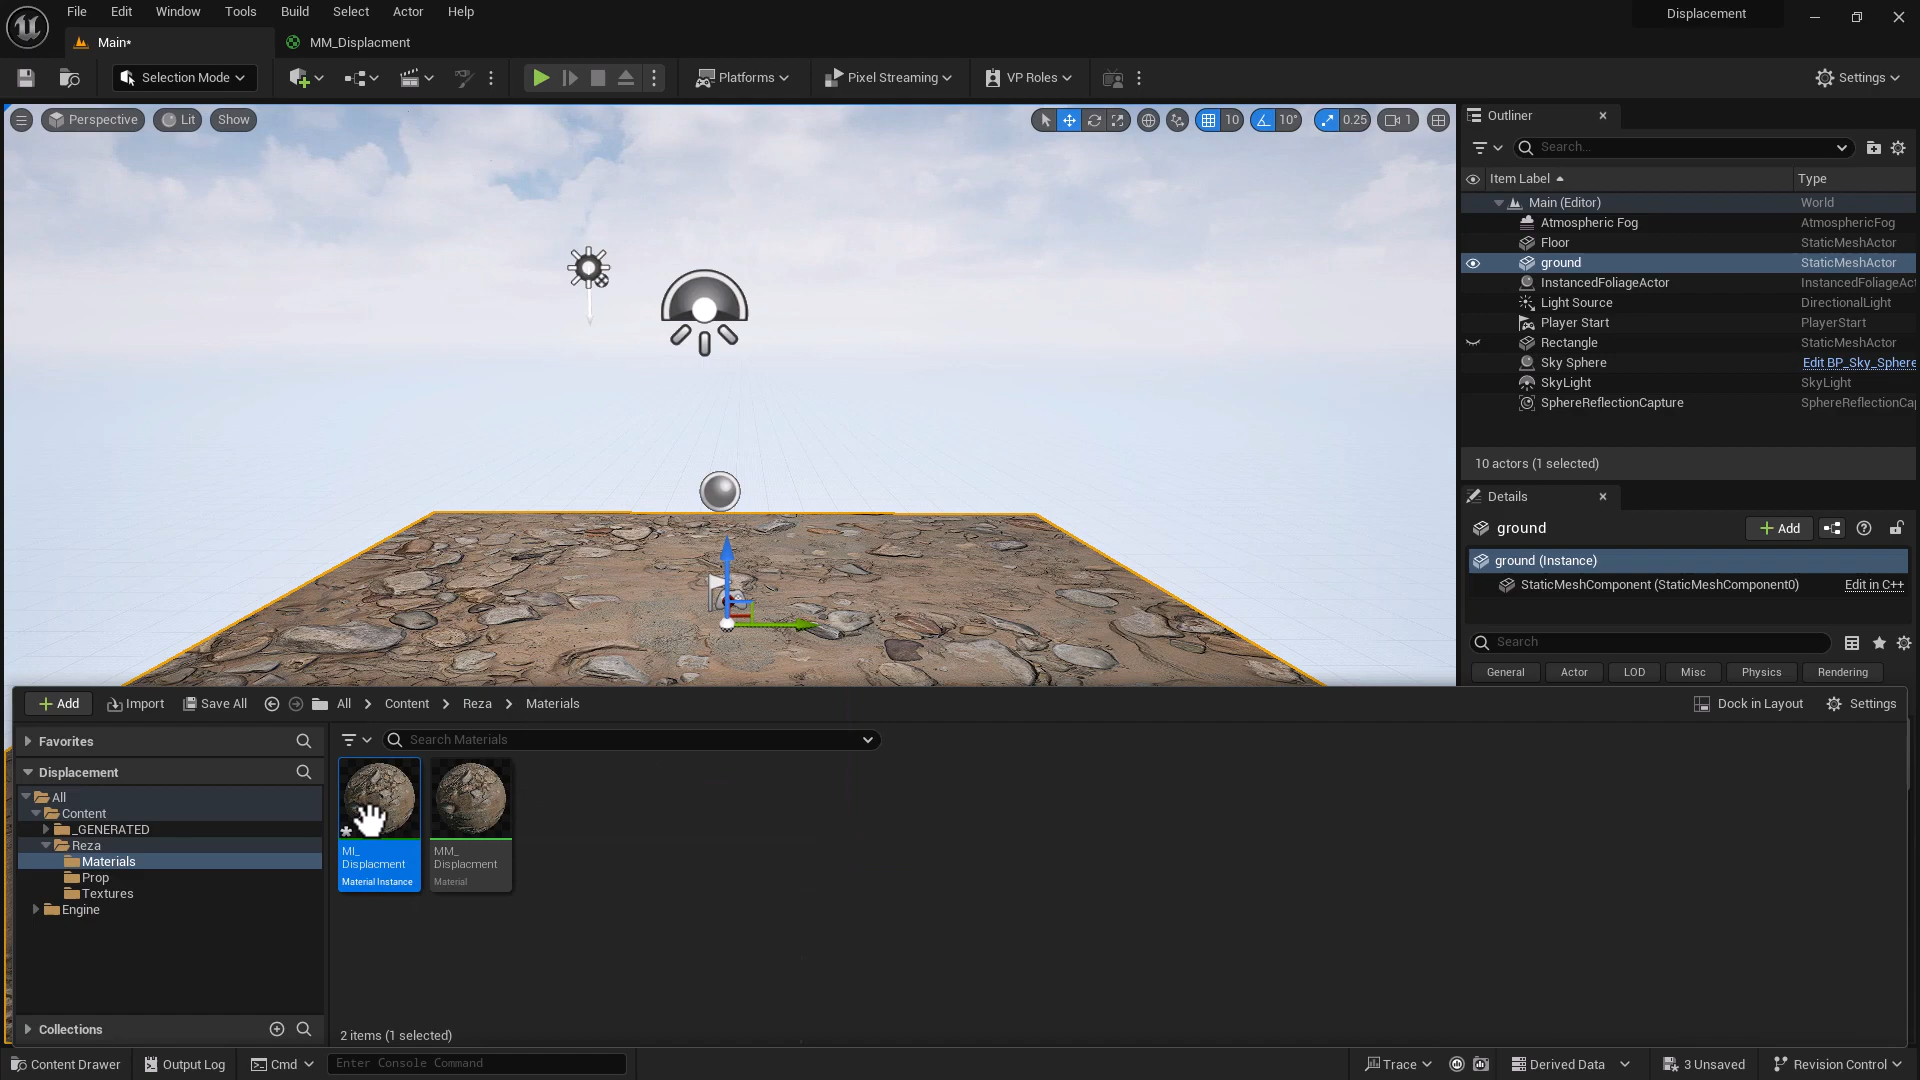 File Edit Window Tools Build Select Actor Help
Displacement
Main*
MM_Displacment
Selection Mode
Platforms
Pixel Streaming
VP Roles
Settings
Perspective
Lit
Show
10
10°
0.25
1
Outliner
Search...
Item Label
Type
Main (Editor) World
Atmospheric Fog AtmosphericFog
Floor StaticMeshActor
ground StaticMeshActor
InstancedFoliageActor InstancedFoliageAct
Light Source DirectionalLight
Player Start PlayerStart
Rectangle StaticMeshActor
Sky Sphere Edit BP_Sky_Sphere
SkyLight SkyLight
SphereReflectionCapture SphereReflectionCap
10 actors (1 selected)
Details
ground
Add
ground (Instance)
StaticMeshComponent (StaticMeshComponent0) Edit in C++
Search
General Actor LOD Misc Physics Rendering
Add Import Save All All Content Reza Materials
Dock in Layout Settings
Favorites
Search Materials
Displacement
All
Content
_GENERATED
Reza
Materials
Prop
Textures
Engine
Collections
MI_
Displacment
Material Instance
MM_
Displacment
Material
2 items (1 selected)
Content Drawer Output Log Cmd Enter Console Command
Trace Derived Data 3 Unsaved Revision Control